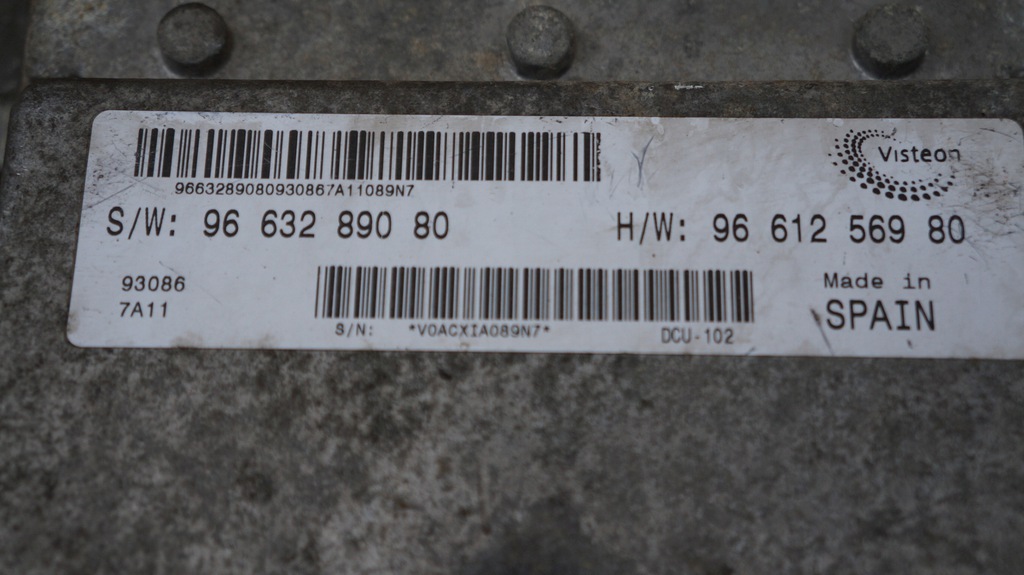 9663289080930867A11089N7
Visteon
S/W: 96 632 890 80
H/W: 96 612 569 80
93086
7A11
S/N: *V0ACXIA089N7*
DCU-102
Made in
SPAIN